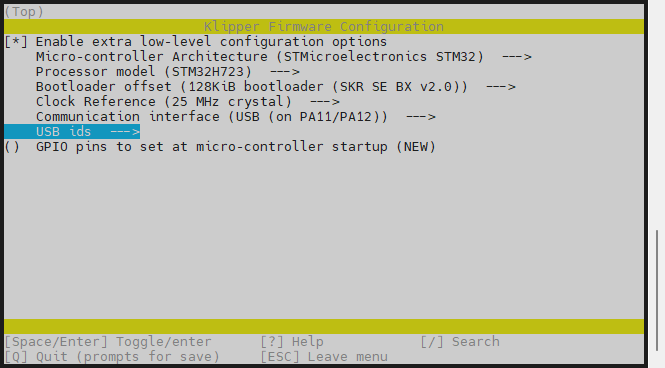 (Top)
Klipper Firmware Configuration
[*] Enable extra low-level configuration options
Micro-controller Architecture (STMicroelectronics STM32)  --->
Processor model (STM32H723)  --->
Bootloader offset (128KiB bootloader (SKR SE BX v2.0))  --->
Clock Reference (25 MHz crystal)  --->
Communication interface (USB (on PA11/PA12))  --->
USB ids  --->
()  GPIO pins to set at micro-controller startup (NEW)
[Space/Enter] Toggle/enter     [?] Help     [/] Search
[Q] Quit (prompts for save)     [ESC] Leave menu